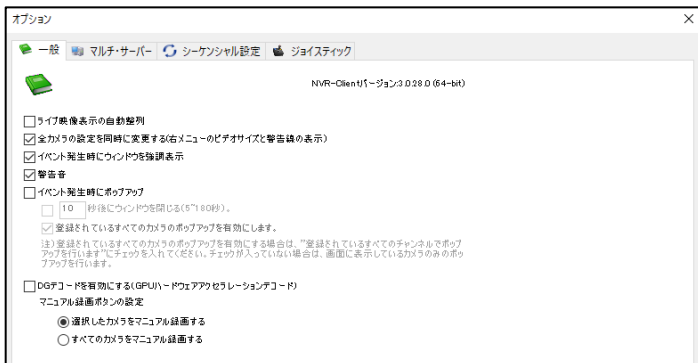 オプション
一般 マルチ・サーバー シーケンシャル設定 ジョイスティック
NVR-Clientバージョン:3.0.28.0 (64-bit)
ライブ映像表示の自動整列
全カメラの設定を同時に変更する(右メニューのビデオサイズと警告線の表示)
イベント発生時にウィンドウを強調表示
警告音
イベント発生時にポップアップ
10 秒後にウィンドウを閉じる(5~180秒)。
登録されているすべてのカメラのポップアップを有効にします。
注) 登録されているすべてのカメラのポップアップを有効にする場合は、"登録されているすべてのチャンネルでポップ
アップを行います"にチェックを入れてください。チェックが入っていない場合は、画面に表示しているカメラのみのポッ
プアップを行います。
DGデコードを有効にする(GPUハードウェアアクセラレーションデコード)
マニュアル録画ボタンの設定
選択したカメラをマニュアル録画する
すべてのカメラをマニュアル録画する